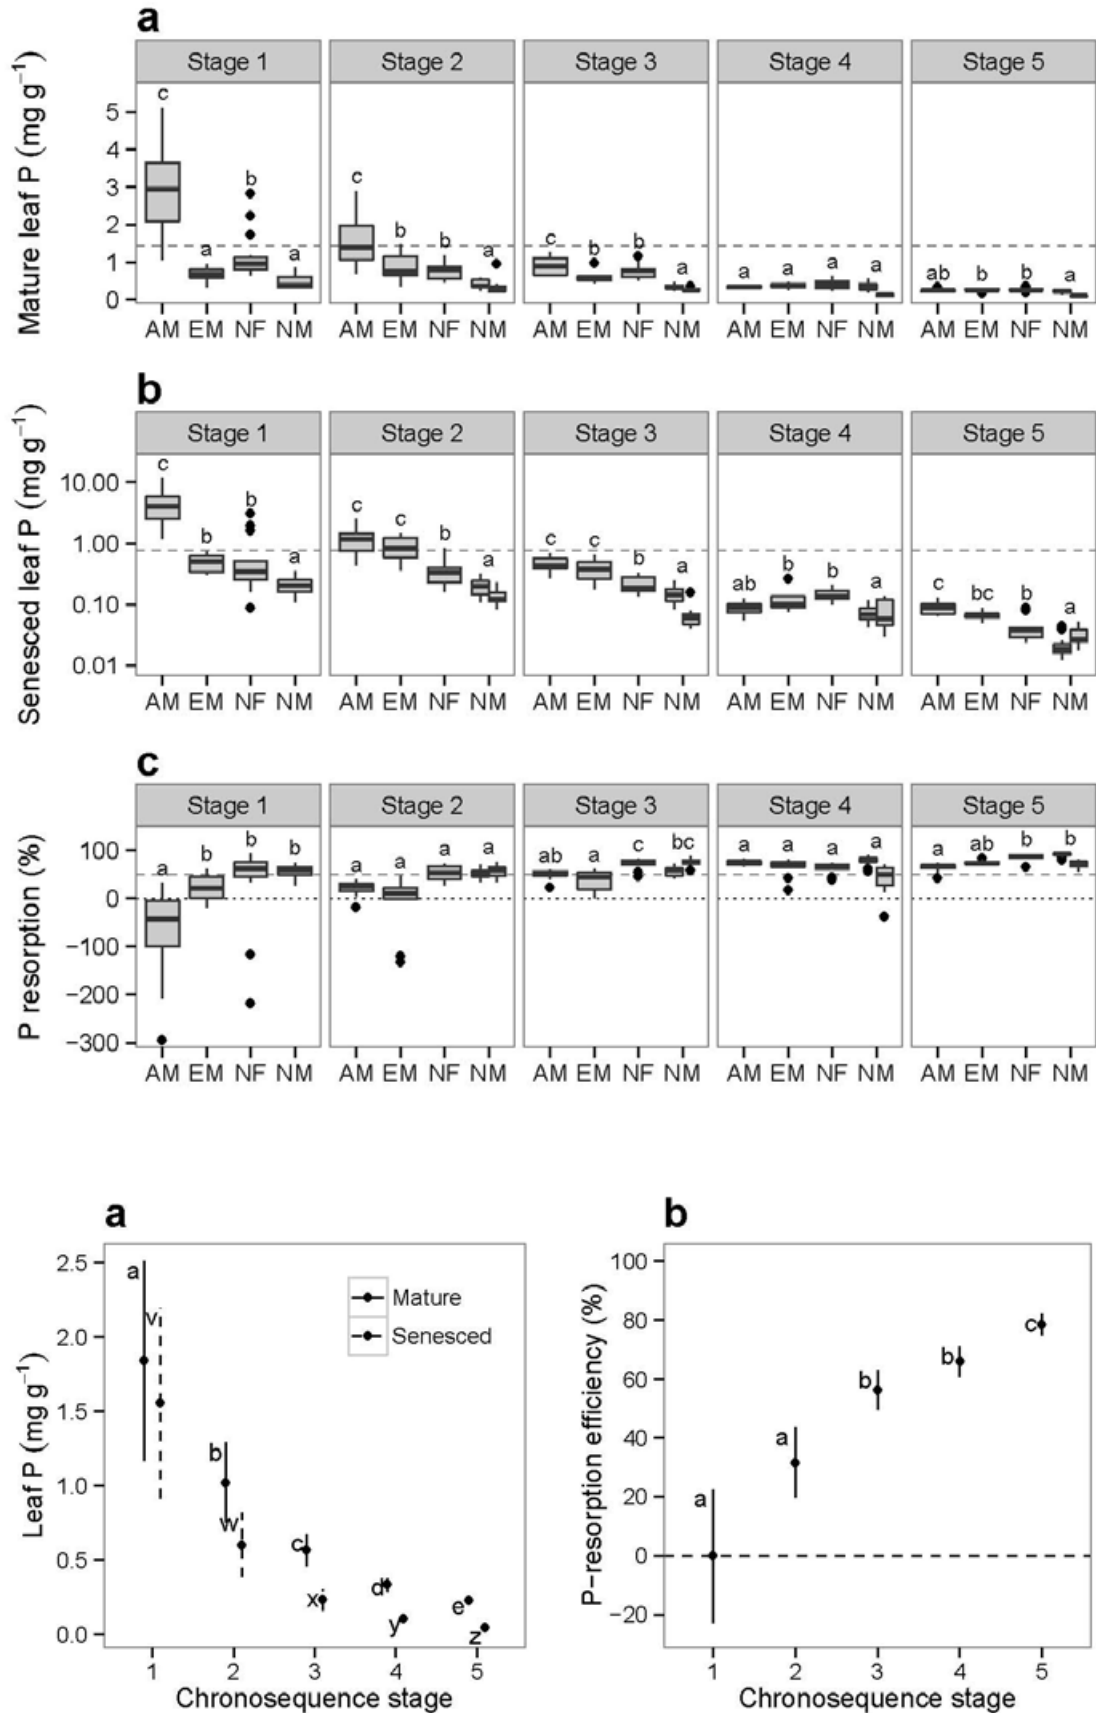 a
Stage 1 Stage 2 Stage 3 Stage 4 Stage 5
Mature leaf P (mg g⁻¹)
5
4
3
2
1
0
c a b a
c b b a
c b b a
a a a a
ab b b a
AM EM NF NM AM EM NF NM AM EM NF NM AM EM NF NM AM EM NF NM
b
Stage 1 Stage 2 Stage 3 Stage 4 Stage 5
Senesced leaf P (mg g⁻¹)
10.00
1.00
0.10
0.01
c b b a
c c b a
c c b a
ab b b a
c bc b a
AM EM NF NM AM EM NF NM AM EM NF NM AM EM NF NM AM EM NF NM
c
Stage 1 Stage 2 Stage 3 Stage 4 Stage 5
P resorption (%)
100
0
−100
−200
−300
a b b b
a a a a
ab a c bc
a a a a
a ab b b
AM EM NF NM AM EM NF NM AM EM NF NM AM EM NF NM AM EM NF NM
a
Leaf P (mg g⁻¹)
2.5
2.0
1.5
1.0
0.5
0.0
Mature
Senesced
a v
b w
c x
d y
e z
1 2 3 4 5
Chronosequence stage
b
P−resorption efficiency (%)
100
80
60
40
20
0
−20
a a b b c
1 2 3 4 5
Chronosequence stage